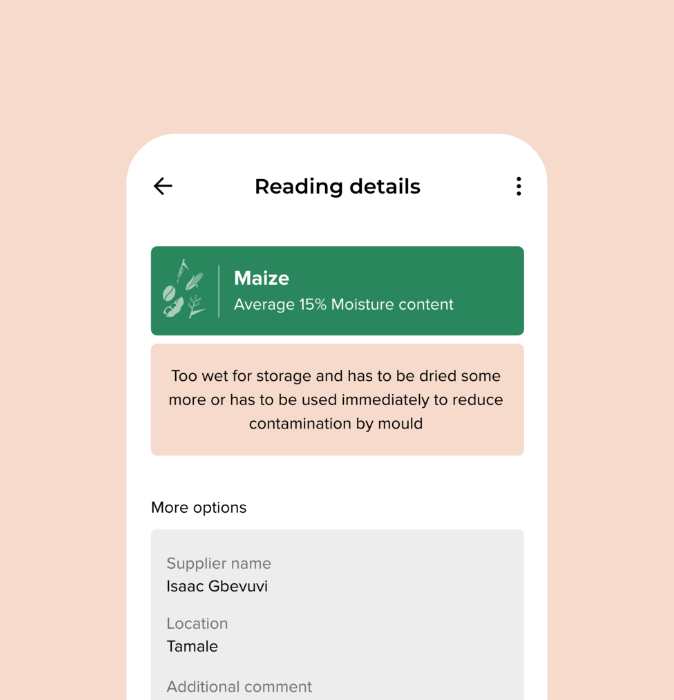 Reading details
Maize
Average 15% Moisture content
Too wet for storage and has to be dried some
more or has to be used immediately to reduce
contamination by mould
More options
Supplier name
Isaac Gbevuvi
Location
Tamale
Additional comment